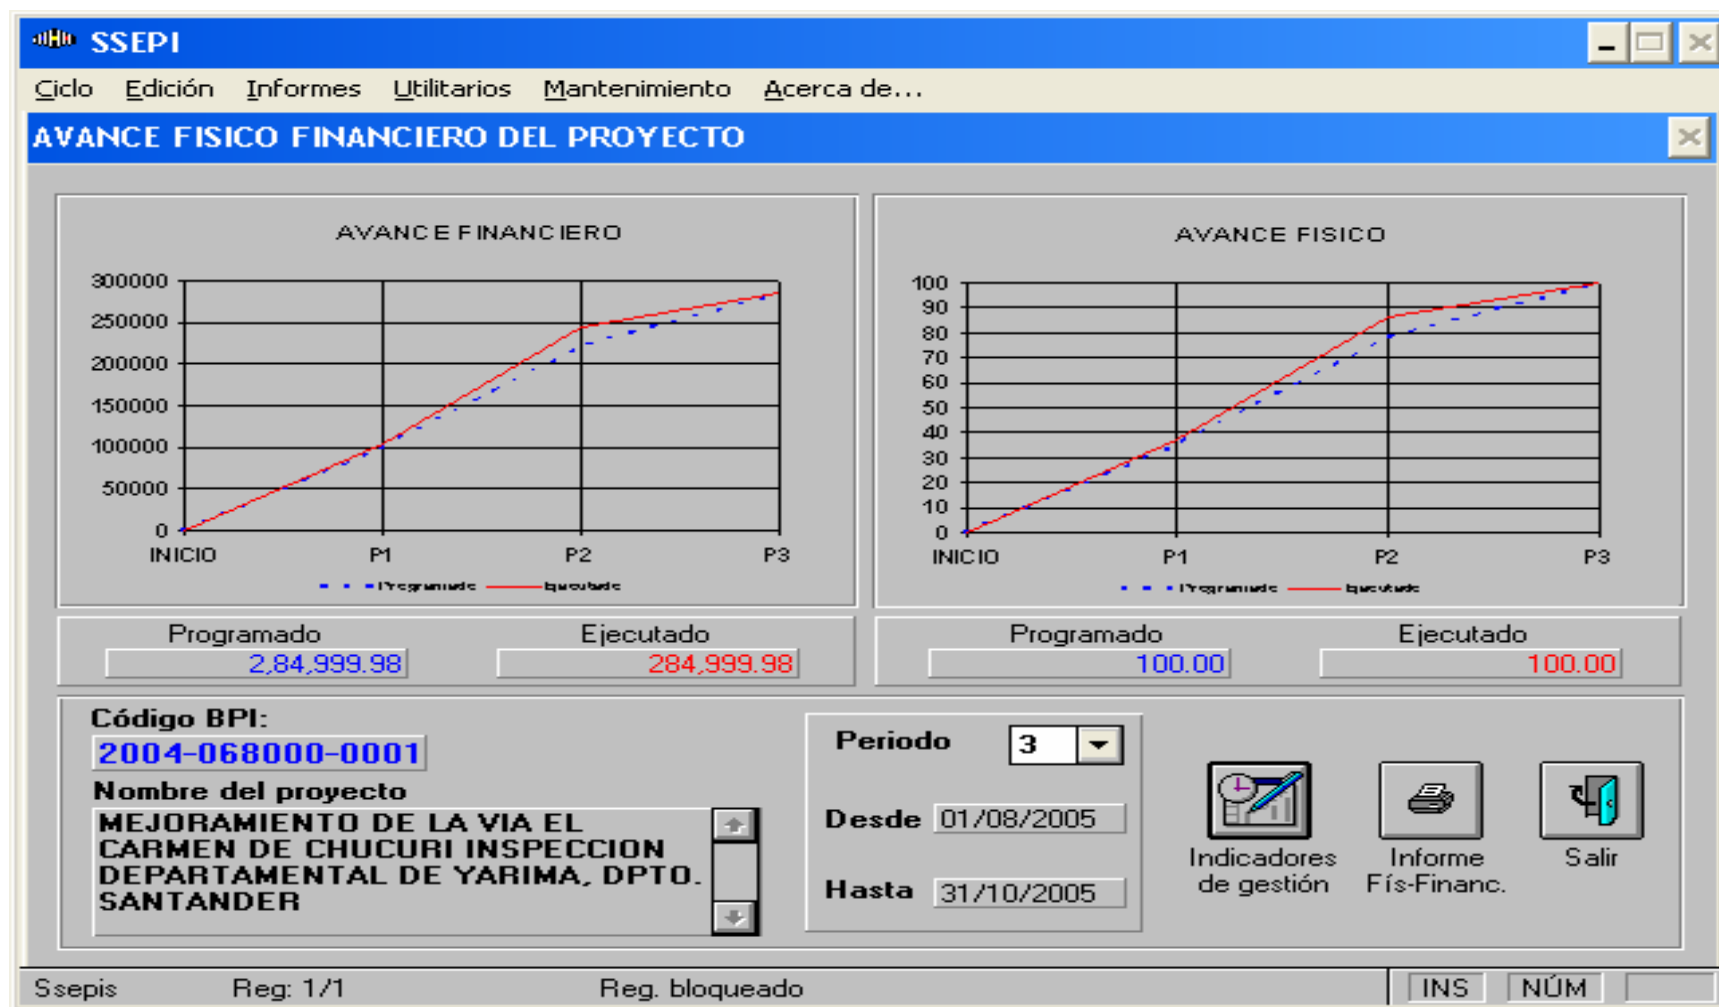 SSEPI
Ciclo Edición Informes Utilitarios Mantenimiento Acerca de...
AVANCE FISICO FINANCIERO DEL PROYECTO
AVANCE FINANCIERO
300000
250000
200000
150000
100000
50000
0
INICIO P1 P2 P3
Programado Ejecutado
AVANCE FISICO
100
90
80
70
60
50
40
30
20
10
0
INICIO P1 P2 P3
Programado Ejecutado
Programado Ejecutado
2,84,999.98 284,999.98
Programado Ejecutado
100.00 100.00
Código BPI:
2004-068000-0001
Nombre del proyecto
MEJORAMIENTO DE LA VIA EL
CARMEN DE CHUCURI INSPECCION
DEPARTAMENTAL DE YARIMA, DPTO.
SANTANDER
Periodo 3
Desde 01/08/2005
Hasta 31/10/2005
Indicadores
de gestión
Informe
Fís-Financ.
Salir
Ssepis Reg: 1/1 Reg. bloqueado INS NÚM